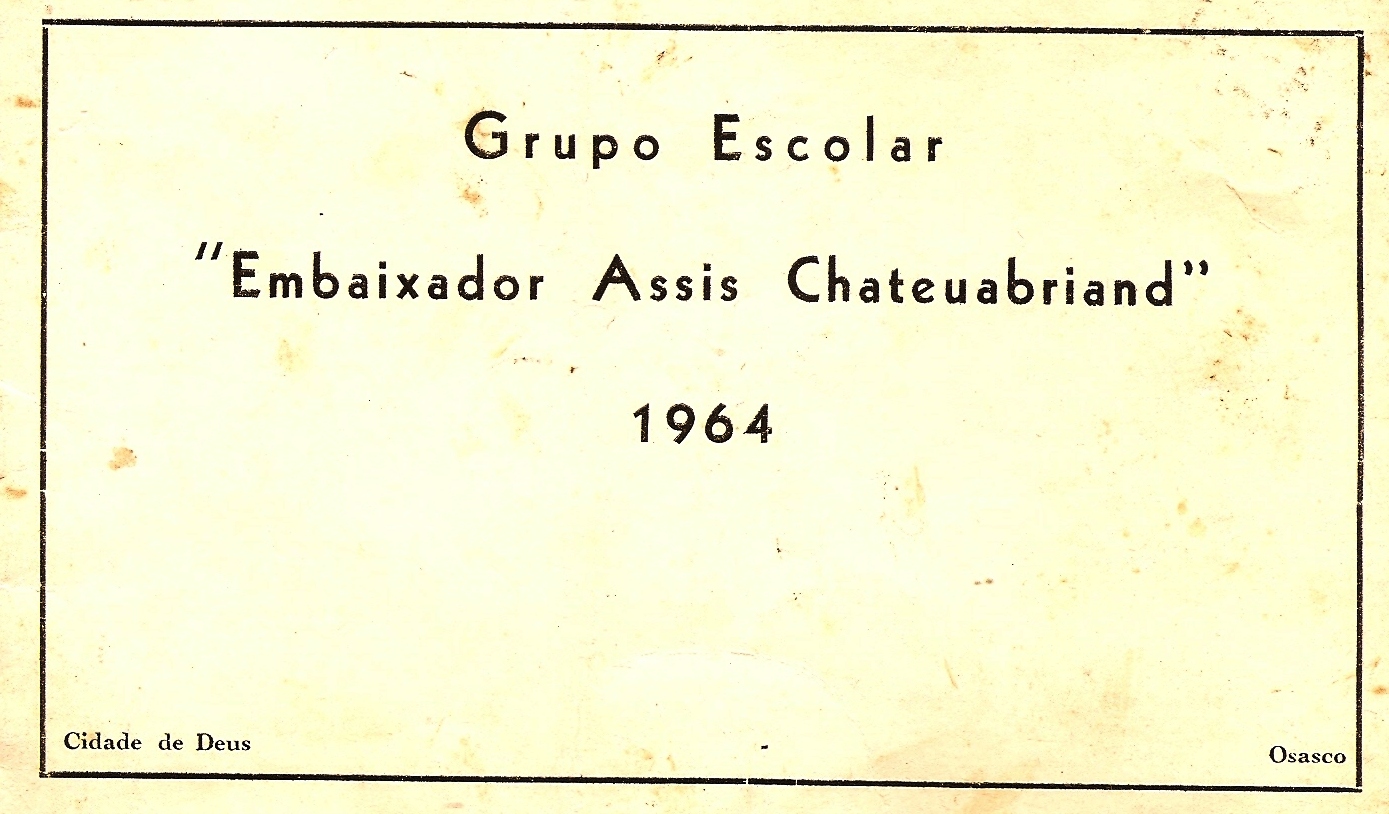 Grupo Escolar
"Embaixador Assis Chateuabriand"
1964
Cidade de Deus
Osasco